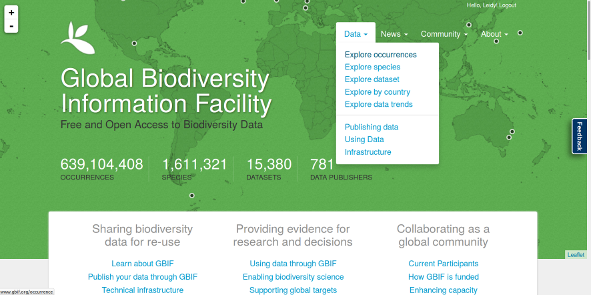 +
-
Hello, Leidy! Logout
Data
News
Community
About
Explore occurrences
Explore species
Explore dataset
Explore by country
Explore data trends
Publishing data
Using Data
Infrastructure
Global Biodiversity
Information Facility
Free and Open Access to Biodiversity Data
639,104,408
OCCURRENCES
1,611,321
SPECIES
15,380
DATASETS
781
DATA PUBLISHERS
Feedback
Leaflet
Sharing biodiversity
data for re-use
Learn about GBIF
Publish your data through GBIF
Technical infrastructure
Providing evidence for
research and decisions
Using data through GBIF
Enabling biodiversity science
Supporting global targets
Collaborating as a
global community
Current Participants
How GBIF is funded
Enhancing capacity
www.gbif.org/occurrence